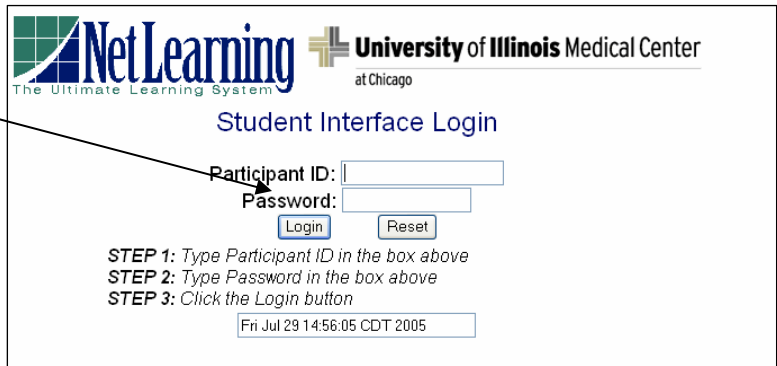 NetLearning
The Ultimate Learning System
University of Illinois Medical Center
at Chicago
Student Interface Login
Participant ID:
Password:
Login Reset
STEP 1: Type Participant ID in the box above
STEP 2: Type Password in the box above
STEP 3: Click the Login button
Fri Jul 29 14:56:05 CDT 2005